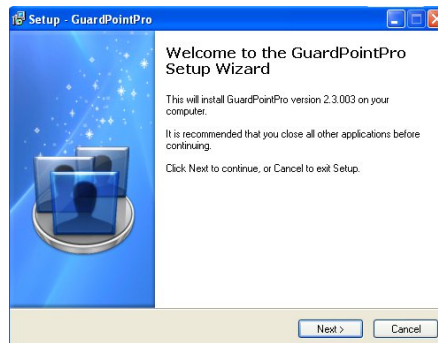 Setup - GuardPointPro
Welcome to the GuardPointPro
Setup Wizard
This will install GuardPointPro version 2.3.003 on your
computer.
It is recommended that you close all other applications before
continuing.
Click Next to continue, or Cancel to exit Setup.
Next >
Cancel